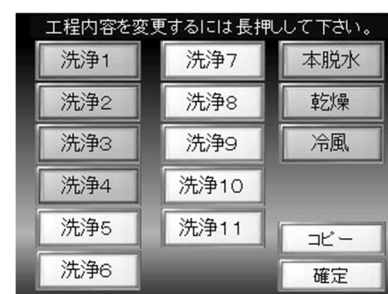 工程内容を変更するには長押しして下さい。
洗浄1
洗浄7
本脱水
洗浄2
洗浄8
乾燥
洗浄3
洗浄9
冷風
洗浄4
洗浄10
洗浄5
洗浄11
コピー
洗浄6
確定